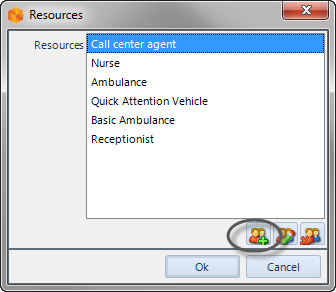 Resources
Resources
Call center agent
Nurse
Ambulance
Quick Attention Vehicle
Basic Ambulance
Receptionist
Ok
Cancel